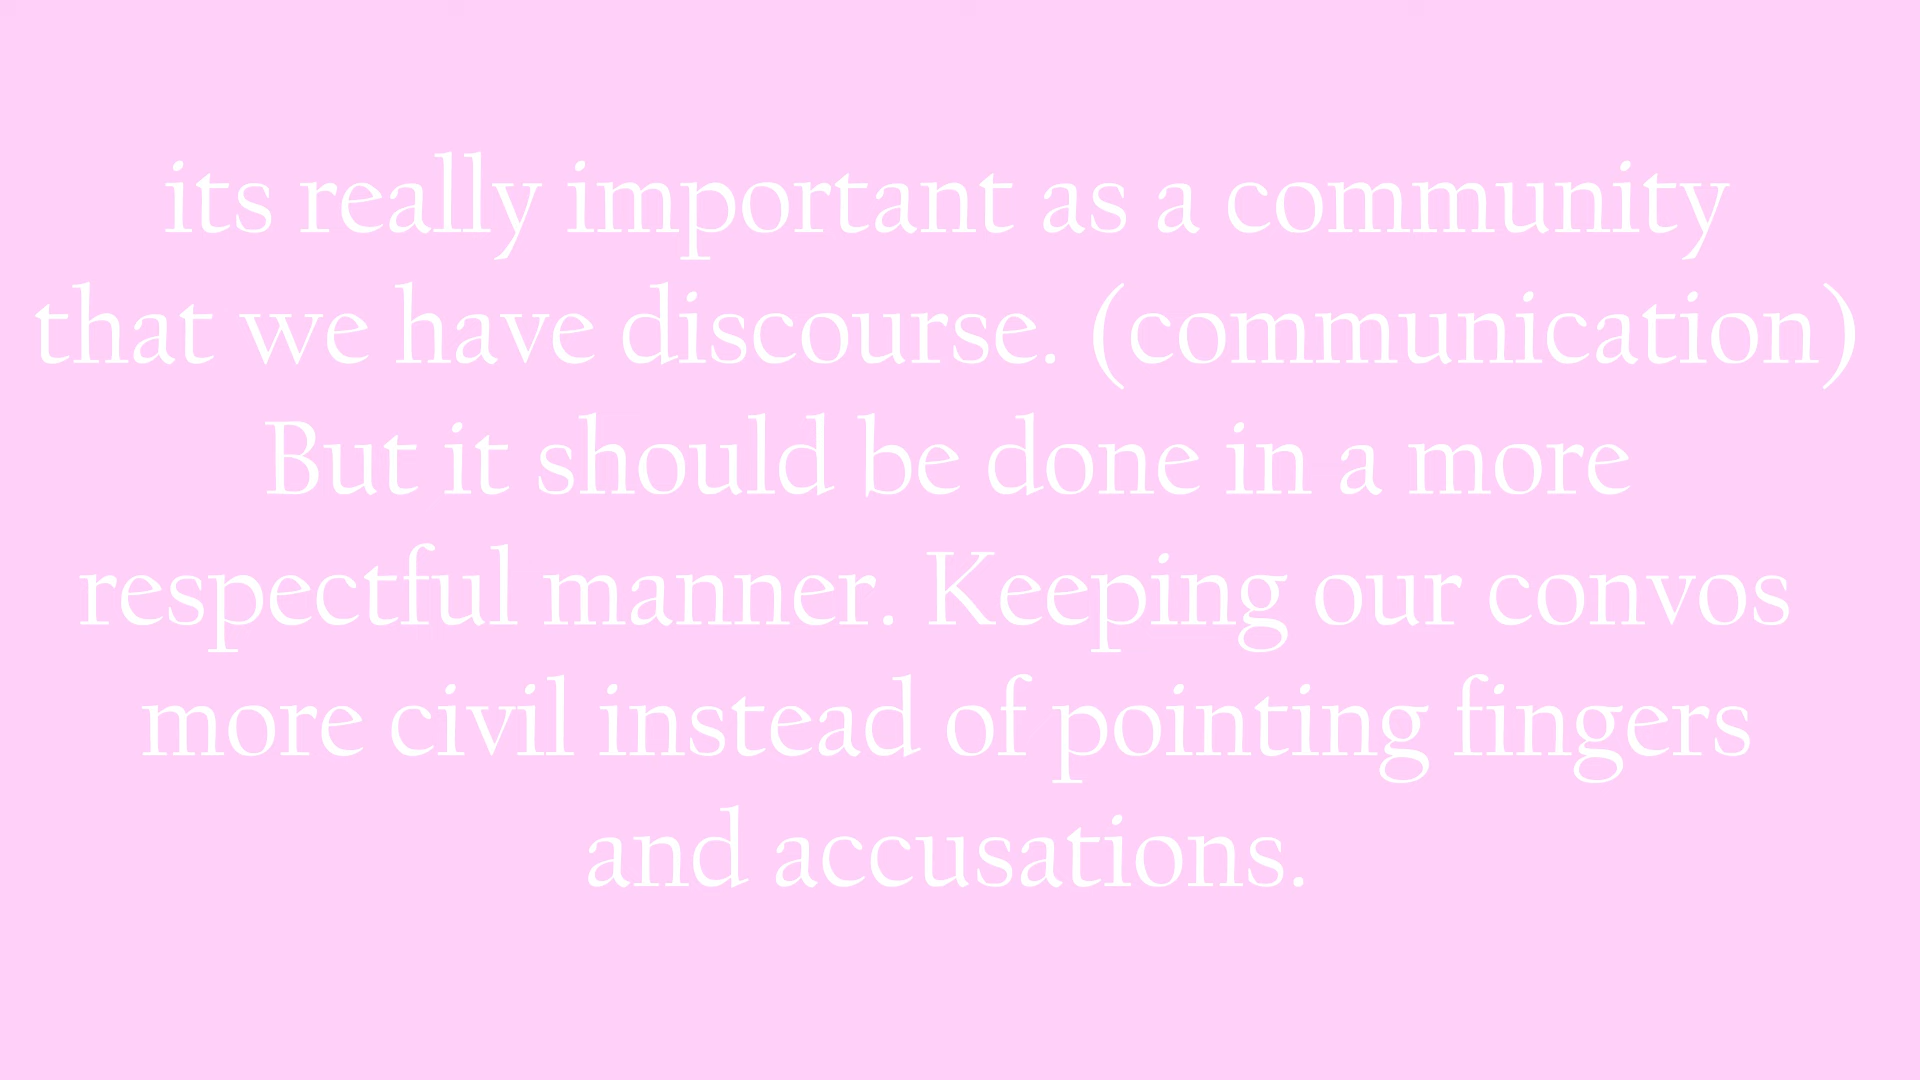 its really important as a community
that we have discourse. (communication)
But it should be done in a more
respectful manner. Keeping our convos
more civil instead of pointing fingers
and accusations.